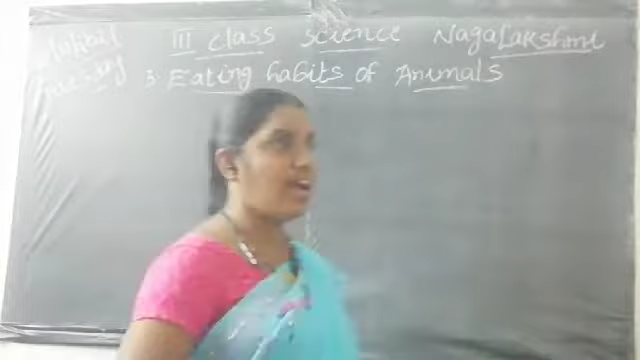 III class science NagaLakshmi
3. Eating habits of Animals